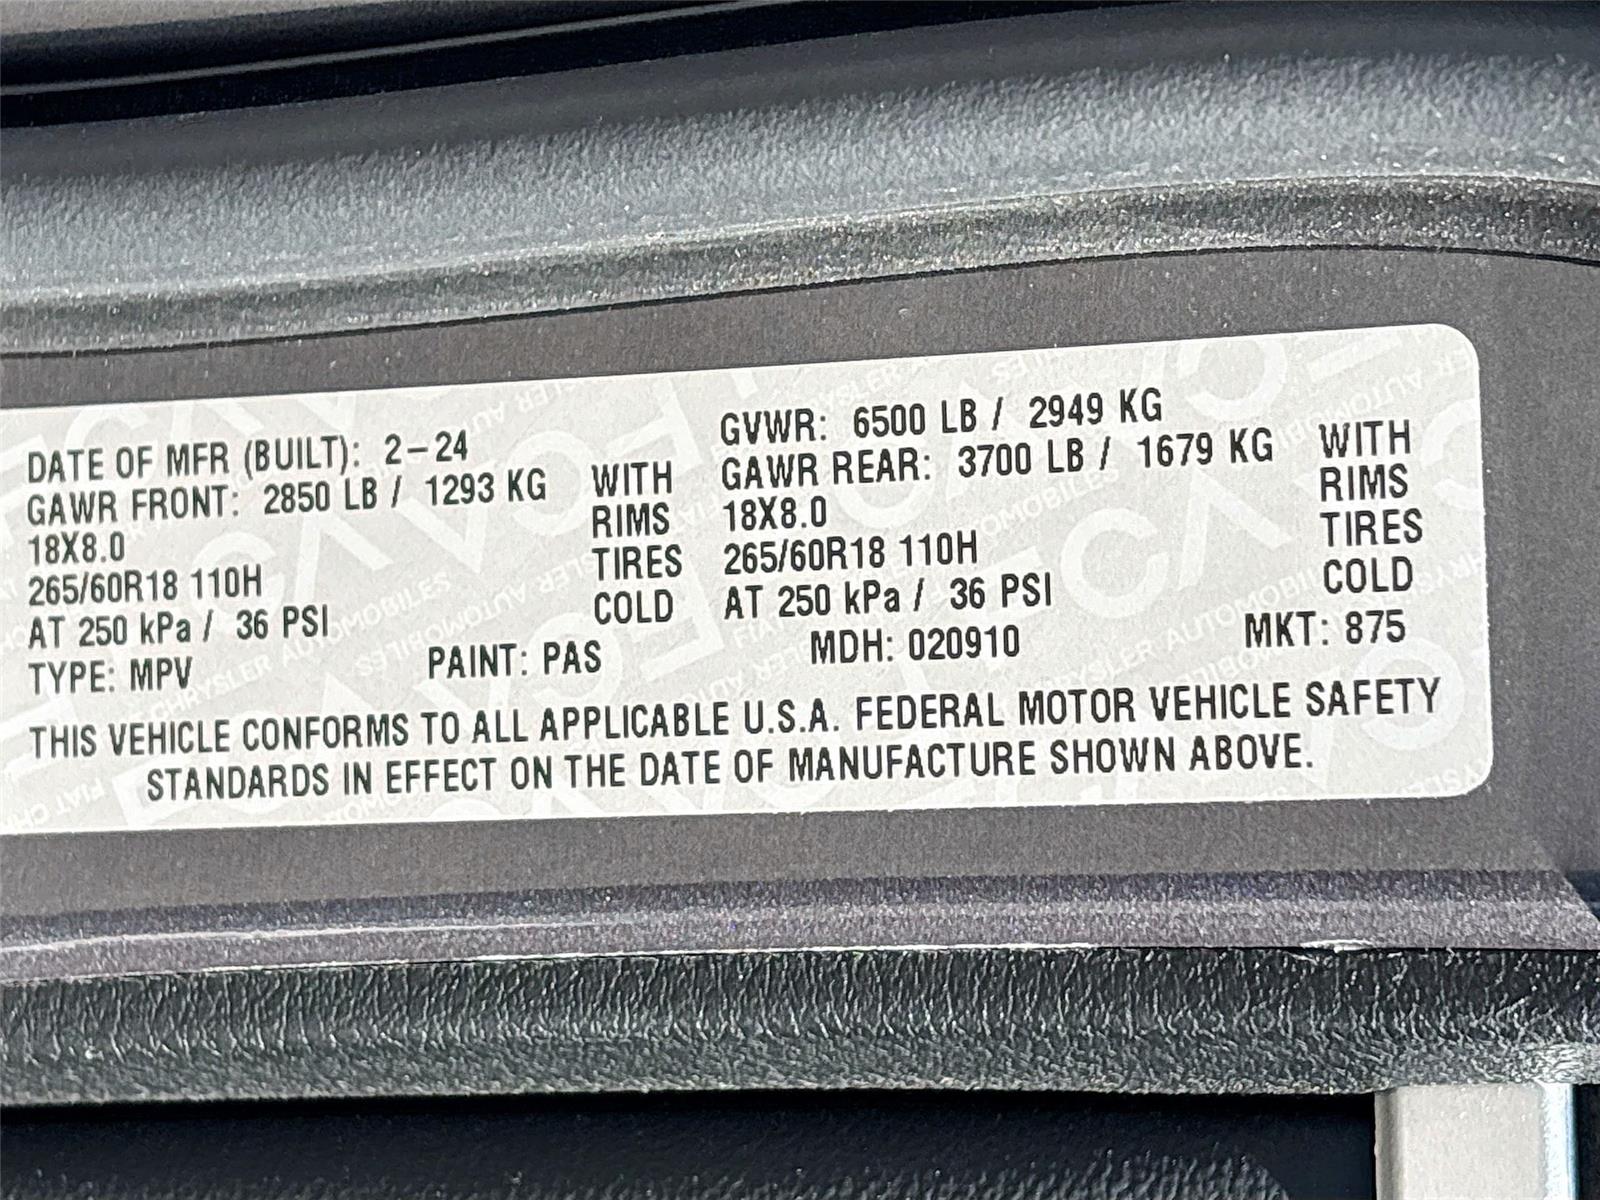 DATE OF MFR (BUILT): 2-24 GVWR: 6500 LB / 2949 KG
GAWR FRONT: 2850 LB / 1293 KG WITH GAWR REAR: 3700 LB / 1679 KG WITH
18X8.0 RIMS 18X8.0 RIMS
265/60R18 110H TIRES 265/60R18 110H TIRES
AT 250 kPa / 36 PSI COLD AT 250 kPa / 36 PSI COLD
TYPE: MPV PAINT: PAS MDH: 020910 MKT: 875
THIS VEHICLE CONFORMS TO ALL APPLICABLE U.S.A. FEDERAL MOTOR VEHICLE SAFETY
STANDARDS IN EFFECT ON THE DATE OF MANUFACTURE SHOWN ABOVE.